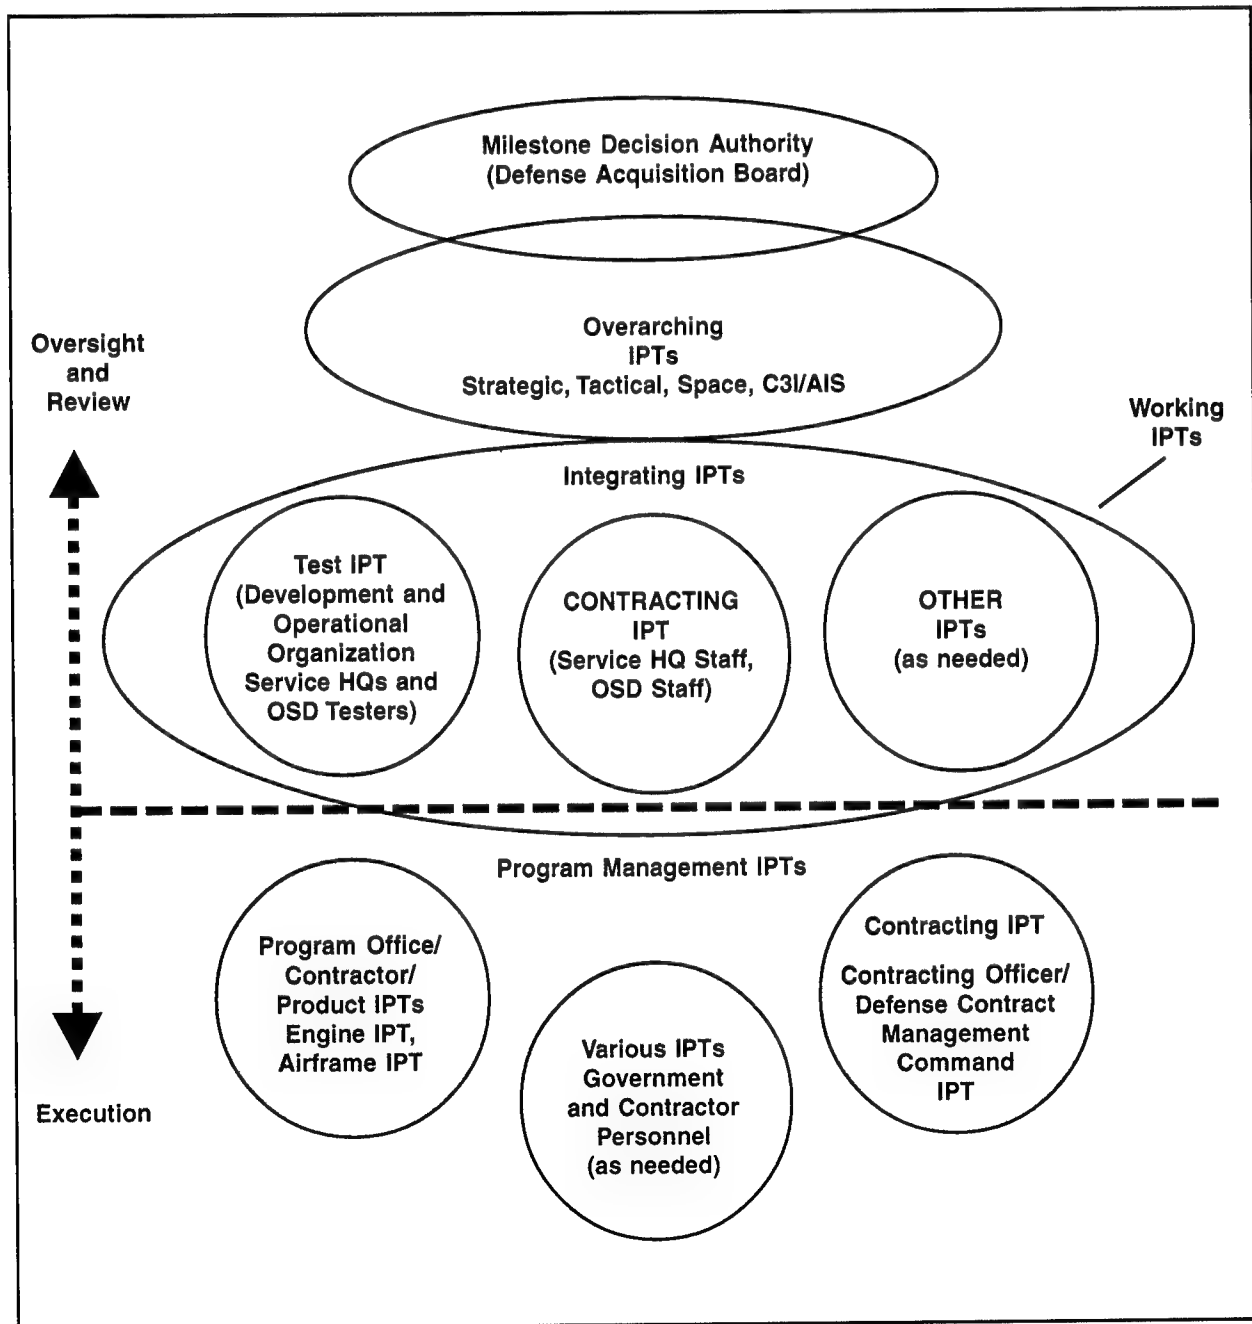 Milestone Decision Authority
(Defense Acquisition Board)
Overarching
IPTs
Strategic, Tactical, Space, C3I/AIS
Oversight
and
Review
Working
IPTs
Integrating IPTs
Test IPT
(Development and
Operational
Organization
Service HQs and
OSD Testers)
CONTRACTING
IPT
(Service HQ Staff,
OSD Staff)
OTHER
IPTs
(as needed)
Program Management IPTs
Program Office/
Contractor/
Product IPTs
Engine IPT,
Airframe IPT
Various IPTs
Government
and Contractor
Personnel
(as needed)
Contracting IPT
Contracting Officer/
Defense Contract
Management
Command
IPT
Execution